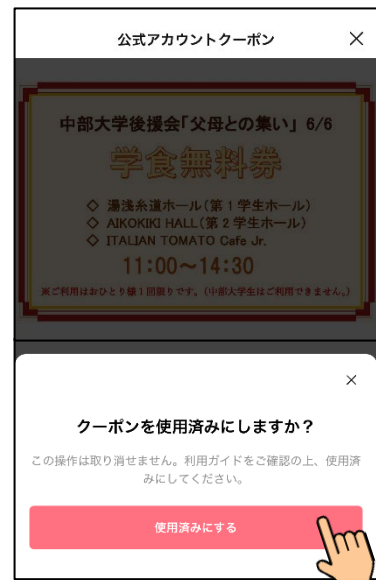 公式アカウントクーポン
中部大学後援会「父母との集い」 6/6
学食無料券
◇ 湯浅糸道ホール(第1学生ホール)
◇ AIKOKIKI HALL(第2学生ホール)
◇ ITALIAN TOMATO Cafe Jr.
11:00～14:30
※ご利用はおひとり様1回限りです。(中部大学生はご利用できません。)
クーポンを使用済みにしますか？
この操作は取り消せません。利用ガイドをご確認の上、使用済
みにしてください。
使用済みにする